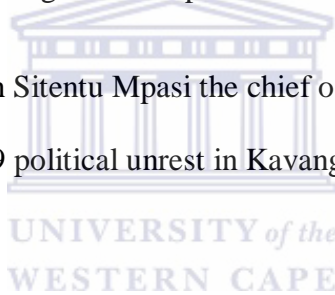 n Sitentu Mpasi the chief o
9 political unrest in Kavang
UNIVERSITY of the
WESTERN CAPE